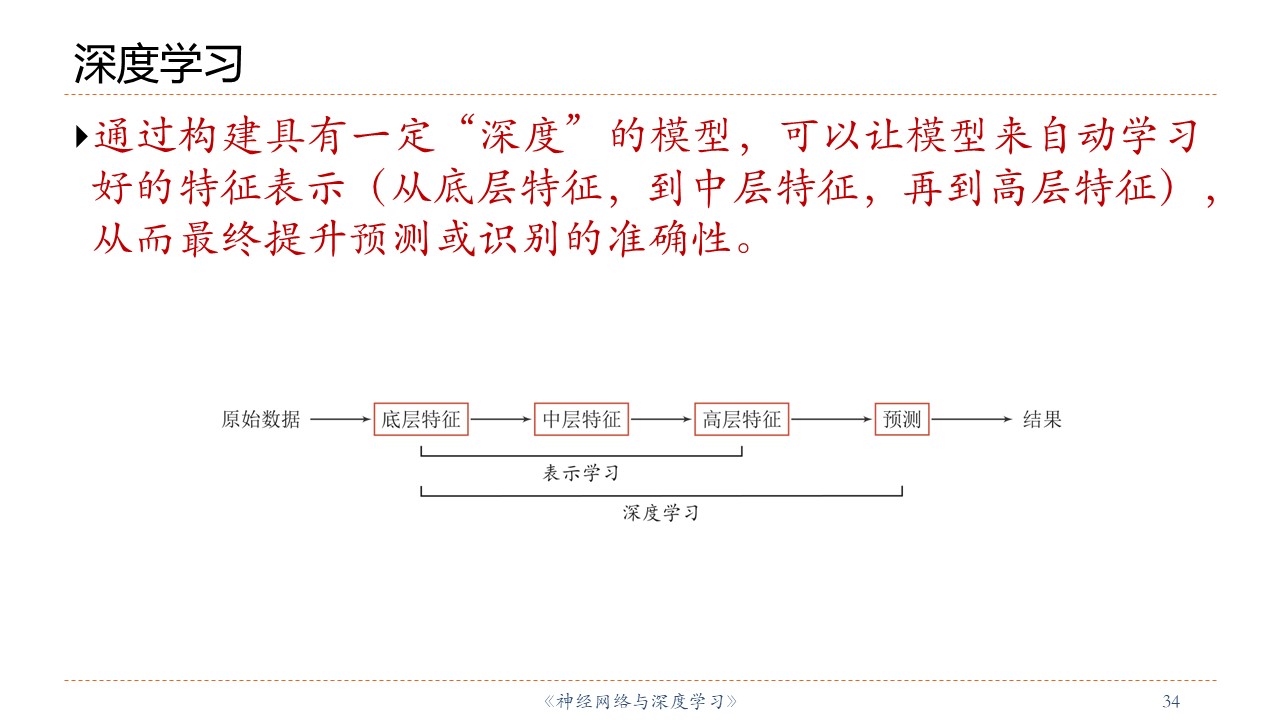 深度学习
通过构建具有一定“深度”的模型，可以让模型来自动学习
好的特征表示（从底层特征，到中层特征，再到高层特征），
从而最终提升预测或识别的准确性。
原始数据 底层特征 中层特征 高层特征 预测 结果
表示学习
深度学习
《神经网络与深度学习》 34